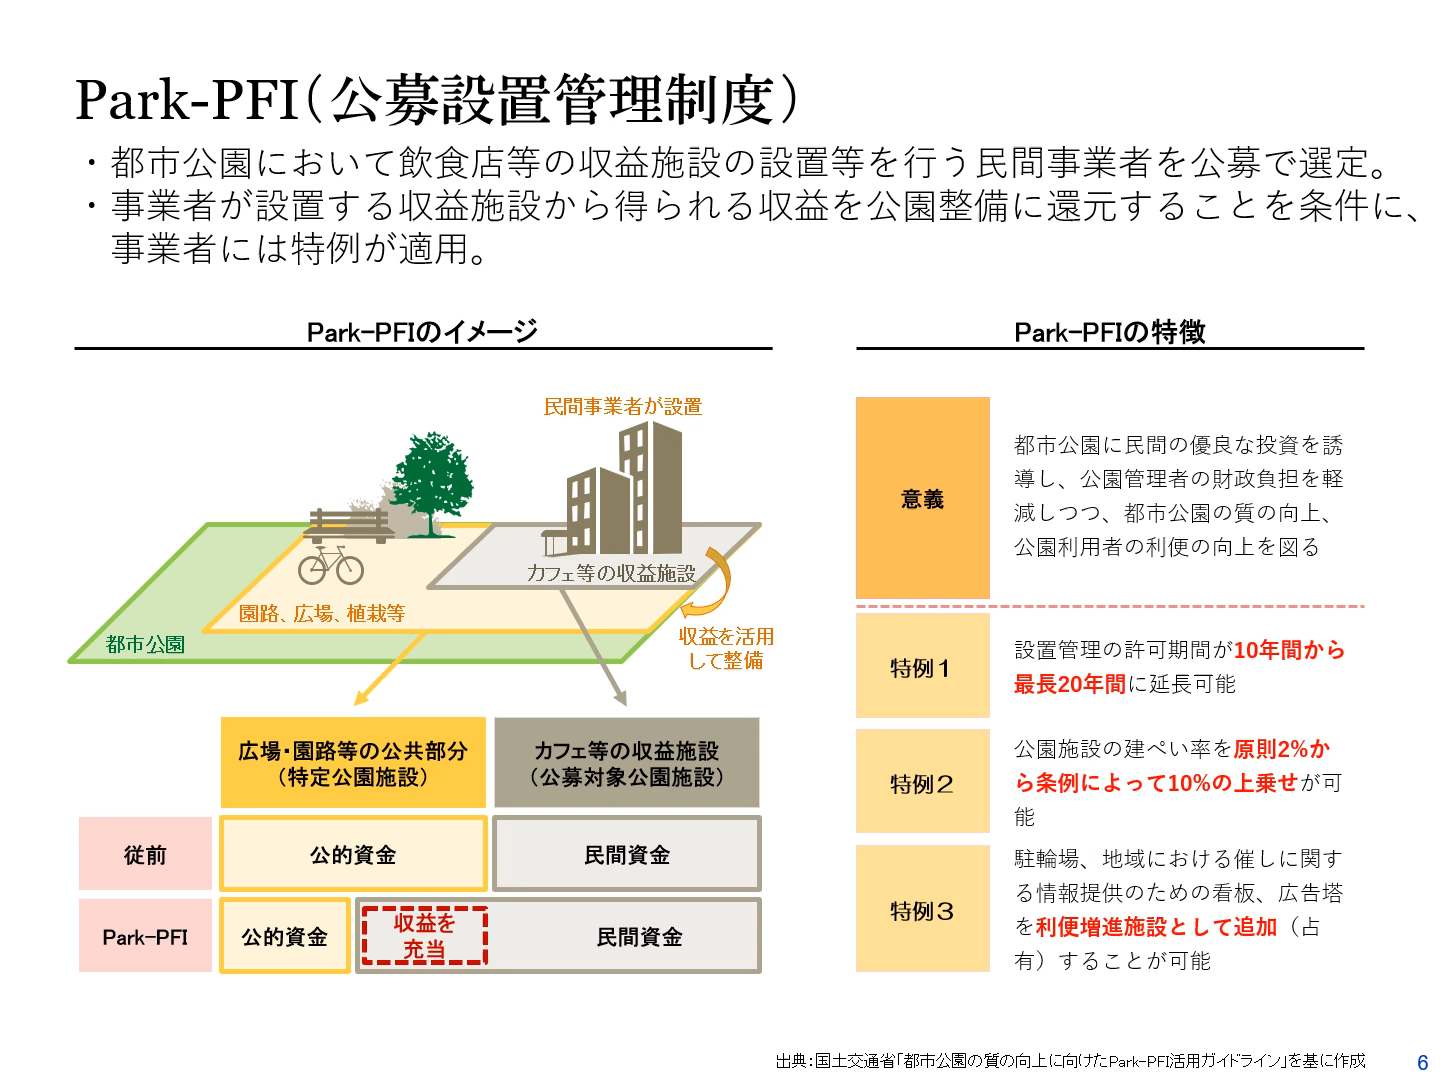 Park-PFI（公募設置管理制度）
・都市公園において飲食店等の収益施設の設置等を行う民間事業者を公募で選定。
・事業者が設置する収益施設から得られる収益を公園整備に還元することを条件に、
事業者には特例が適用。
Park-PFIのイメージ
民間事業者が設置
カフェ等の収益施設
園路、広場、植栽等
都市公園
収益を活用
して整備
広場・園路等の公共部分
（特定公園施設）
カフェ等の収益施設
（公募対象公園施設）
従前
公的資金
民間資金
Park-PFI
公的資金
収益を
充当
民間資金
Park-PFIの特徴
意義
都市公園に民間の優良な投資を誘
導し、公園管理者の財政負担を軽
減しつつ、都市公園の質の向上、
公園利用者の利便の向上を図る
特例１
設置管理の許可期間が10年間から
最長20年間に延長可能
特例２
公園施設の建ぺい率を原則2%か
ら条例によって10%の上乗せが可
能
特例３
駐輪場、地域における催しに関す
る情報提供のための看板、広告塔
を利便増進施設として追加（占
有）することが可能
出典：国土交通省「都市公園の質の向上に向けたPark-PFI活用ガイドライン」を基に作成
6